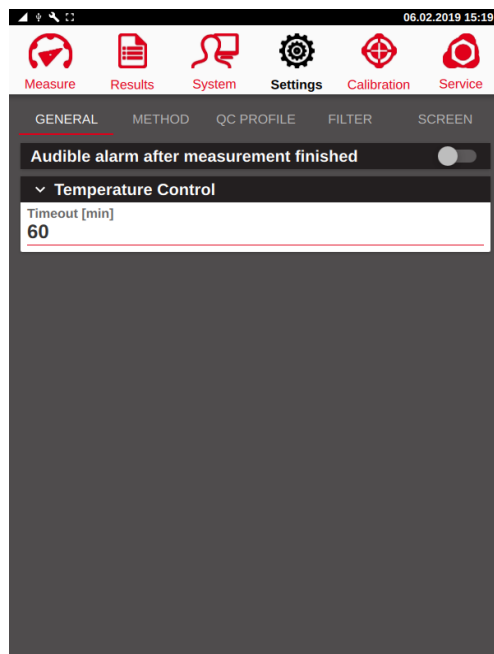 06.02.2019 15:19
Measure Results System Settings Calibration Service
GENERAL METHOD QC PROFILE FILTER SCREEN
Audible alarm after measurement finished
Temperature Control
Timeout [min]
60